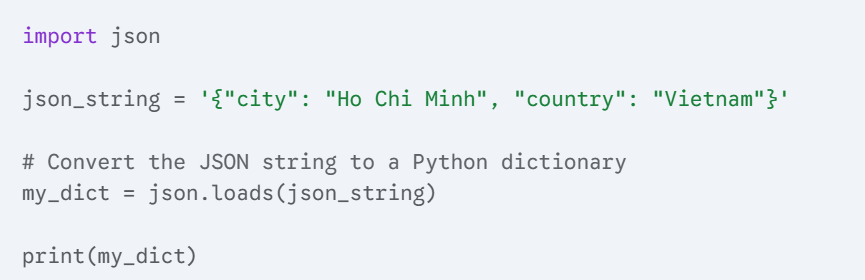 import json
json_string = '{"city": "Ho Chi Minh", "country": "Vietnam"}'
# Convert the JSON string to a Python dictionary
my_dict = json.loads(json_string)
print(my_dict)